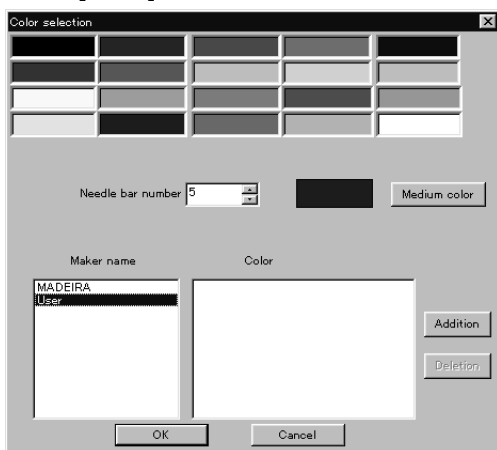 Color selection
Needle bar number 5
Medium color
Maker name Color
MADEIRA
User
Addition
Deletion
OK Cancel